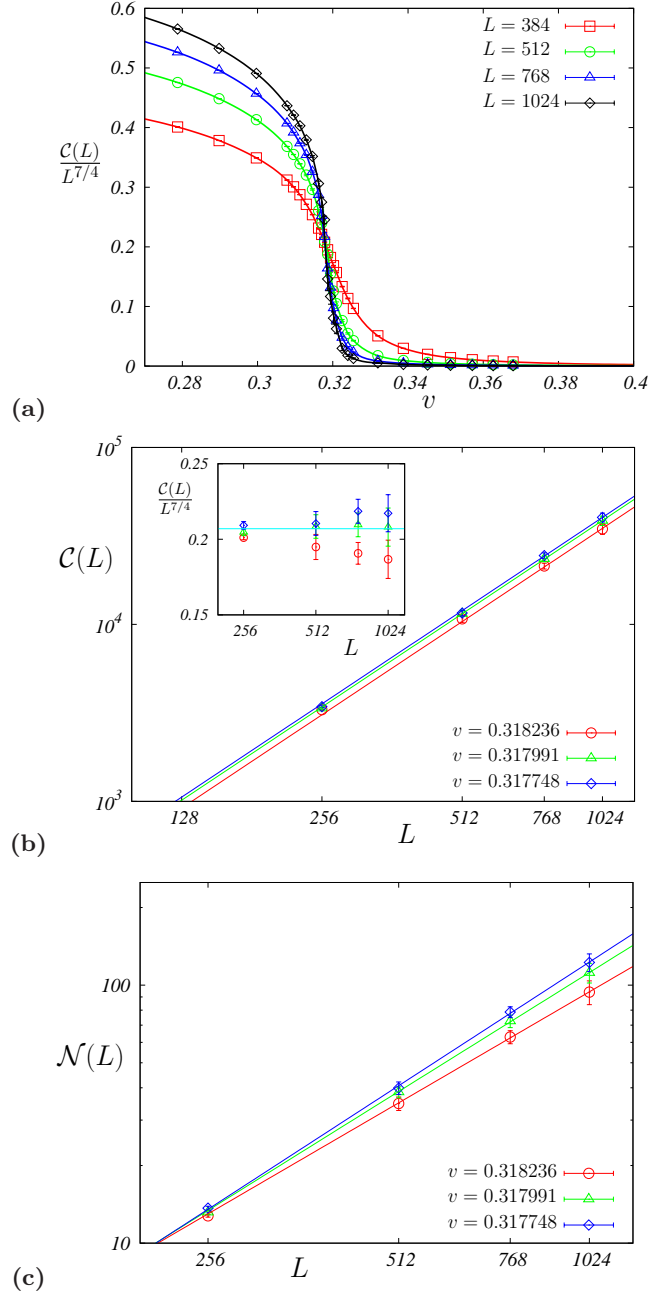 0.6
0.5
0.4
0.3
0.2
0.1
0
C(L)
L^{7/4}
L = 384
L = 512
L = 768
L = 1024
0.28 0.3 0.32 0.34 0.36 0.38 0.4
v
(a)
10^5
10^4
10^3
C(L)
0.25
0.2
0.15
C(L)
L^{7/4}
256 512 1024
L
v = 0.318236
v = 0.317991
v = 0.317748
128 256 512 768 1024
L
(b)
100
10
N(L)
v = 0.318236
v = 0.317991
v = 0.317748
256 512 768 1024
L
(c)